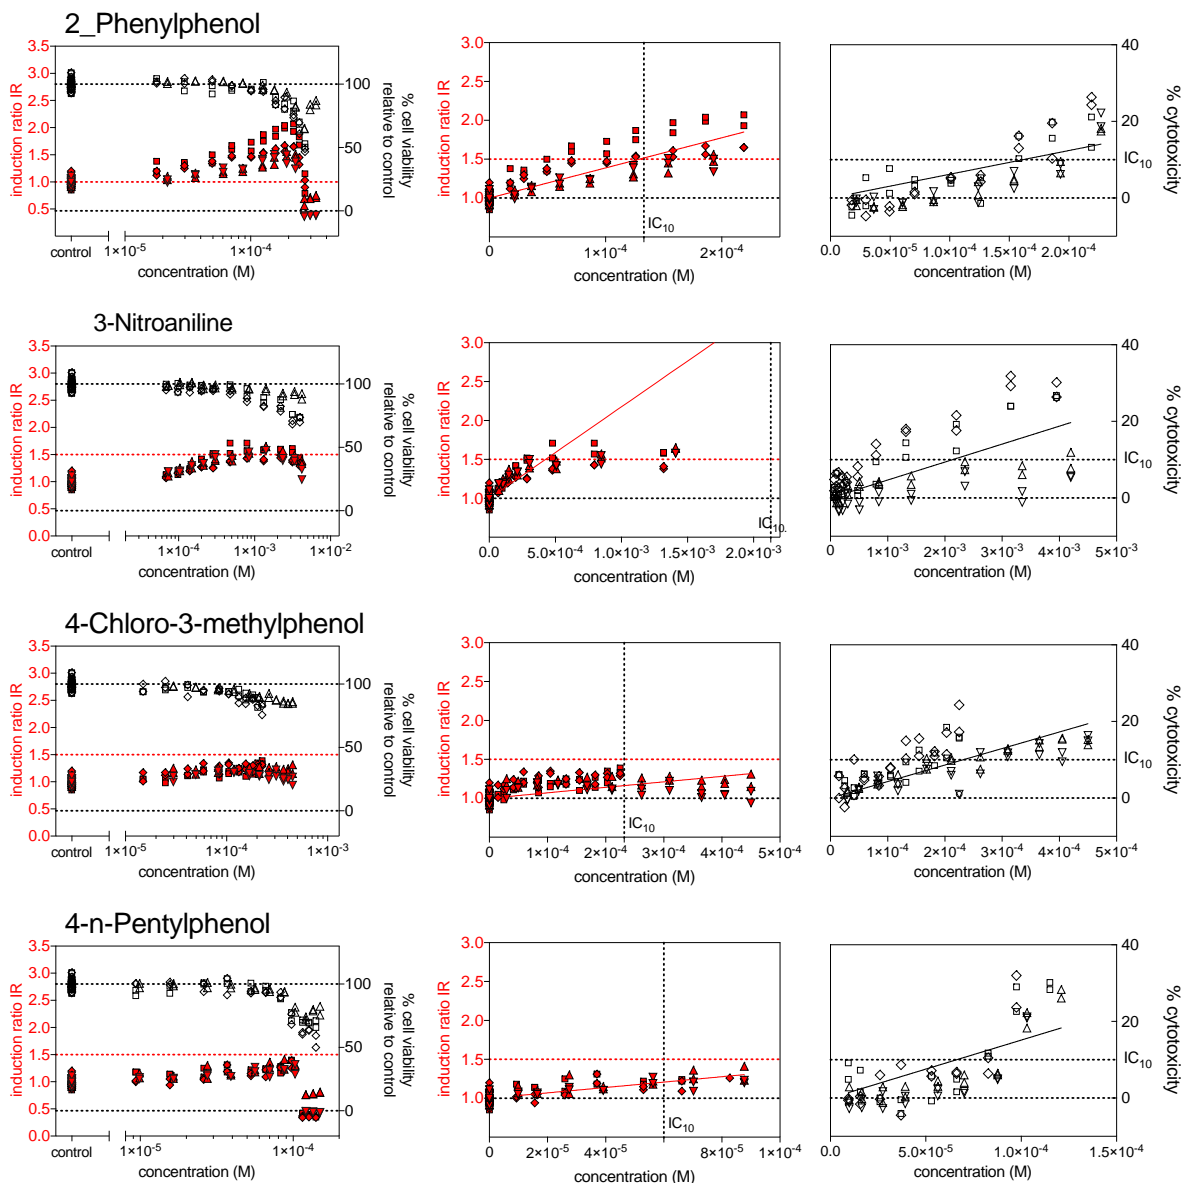 2_Phenylphenol
3.5
3.0
2.5
2.0
1.5
1.0
0.5
induction ratio IR
100
50
0
% cell viability
relative to control
control
1×10⁻⁵
1×10⁻⁴
concentration (M)
3.0
2.5
2.0
1.5
1.0
induction ratio IR
IC₁₀
0
1×10⁻⁴
2×10⁻⁴
concentration (M)
40
20
IC₁₀
0
% cytotoxicity
0.0
5.0×10⁻⁵
1.0×10⁻⁴
1.5×10⁻⁴
2.0×10⁻⁴
concentration (M)
3-Nitroaniline
3.5
3.0
2.5
2.0
1.5
1.0
0.5
0.0
induction ratio IR
100
50
0
% cell viability
relative to control
control
1×10⁻⁴
1×10⁻³
1×10⁻²
concentration (M)
3.0
2.5
2.0
1.5
1.0
induction ratio IR
IC₁₀.
0.0
5.0×10⁻⁴
1.0×10⁻³
1.5×10⁻³
2.0×10⁻³
concentration (M)
40
20
IC₁₀
0
% cytotoxicity
0
1×10⁻³
2×10⁻³
3×10⁻³
4×10⁻³
5×10⁻³
concentration (M)
4-Chloro-3-methylphenol
3.5
3.0
2.5
2.0
1.5
1.0
0.5
0.0
induction ratio IR
100
50
0
% cell viability
relative to control
control
1×10⁻⁵
1×10⁻⁴
1×10⁻³
concentration (M)
3.0
2.5
2.0
1.5
1.0
induction ratio IR
IC₁₀
0
1×10⁻⁴
2×10⁻⁴
3×10⁻⁴
4×10⁻⁴
5×10⁻⁴
concentration (M)
40
20
IC₁₀
0
% cytotoxicity
0
1×10⁻⁴
2×10⁻⁴
3×10⁻⁴
4×10⁻⁴
5×10⁻⁴
concentration (M)
4-n-Pentylphenol
3.5
3.0
2.5
2.0
1.5
1.0
0.5
0.0
induction ratio IR
100
50
0
% cell viability
relative to control
control
1×10⁻⁵
1×10⁻⁴
concentration (M)
3.0
2.5
2.0
1.5
1.0
induction ratio IR
IC₁₀
0
2×10⁻⁵
4×10⁻⁵
6×10⁻⁵
8×10⁻⁵
1×10⁻⁴
concentration (M)
40
20
IC₁₀
0
% cytotoxicity
0.0
5.0×10⁻⁵
1.0×10⁻⁴
1.5×10⁻⁴
concentration (M)